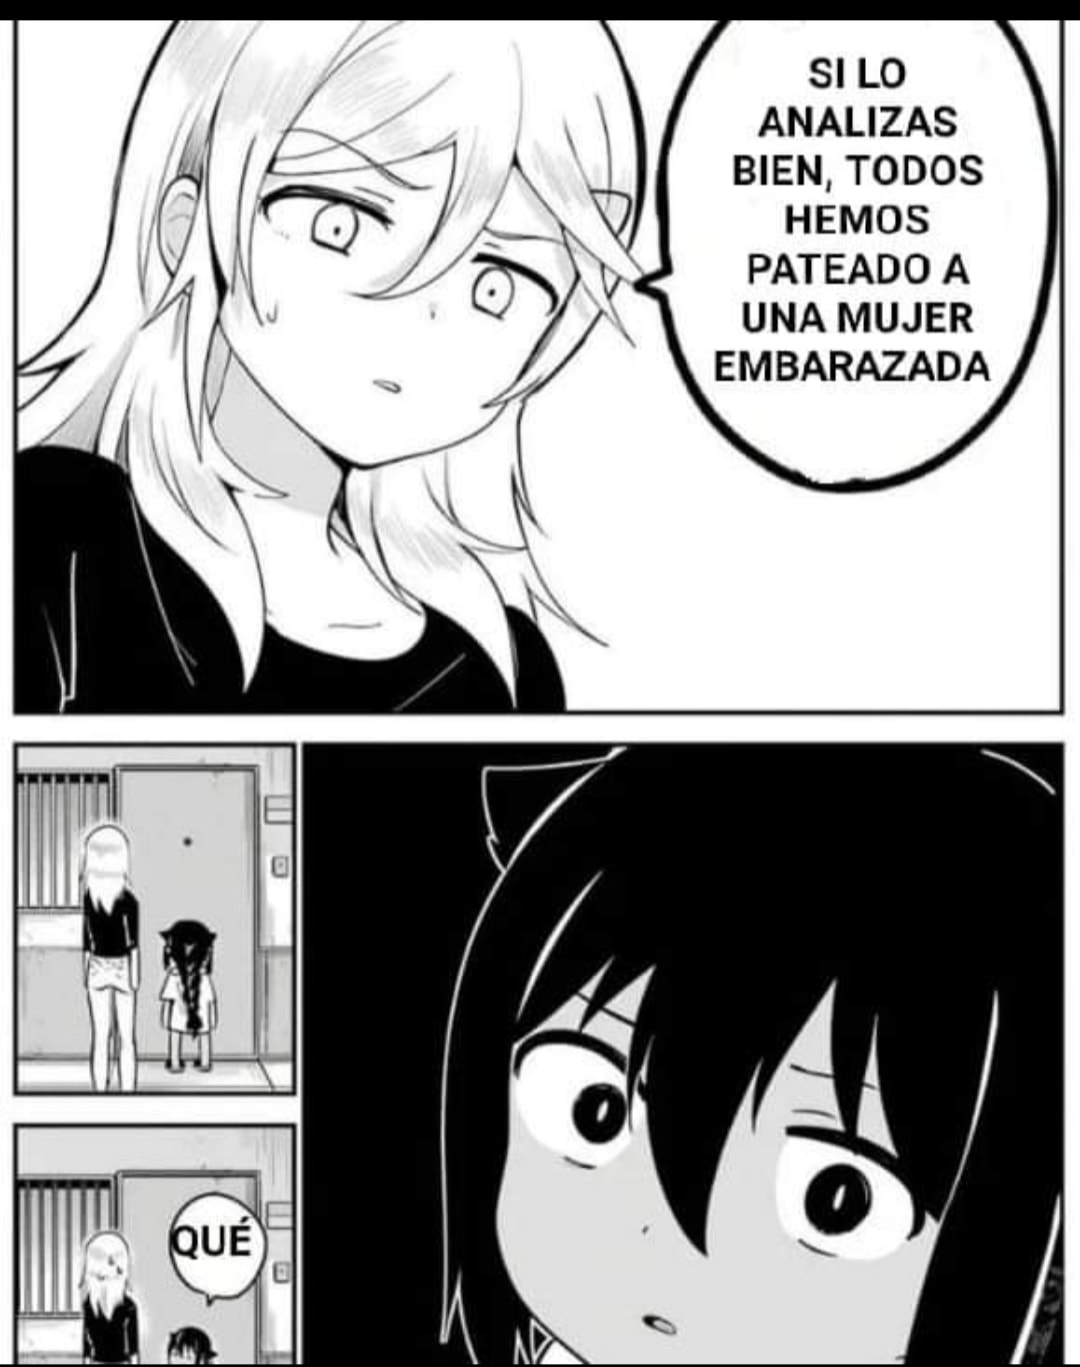 SI LO
ANALIZAS
BIEN, TODOS
HEMOS
PATEADO A
UNA MUJER
EMBARAZADA
QUÉ